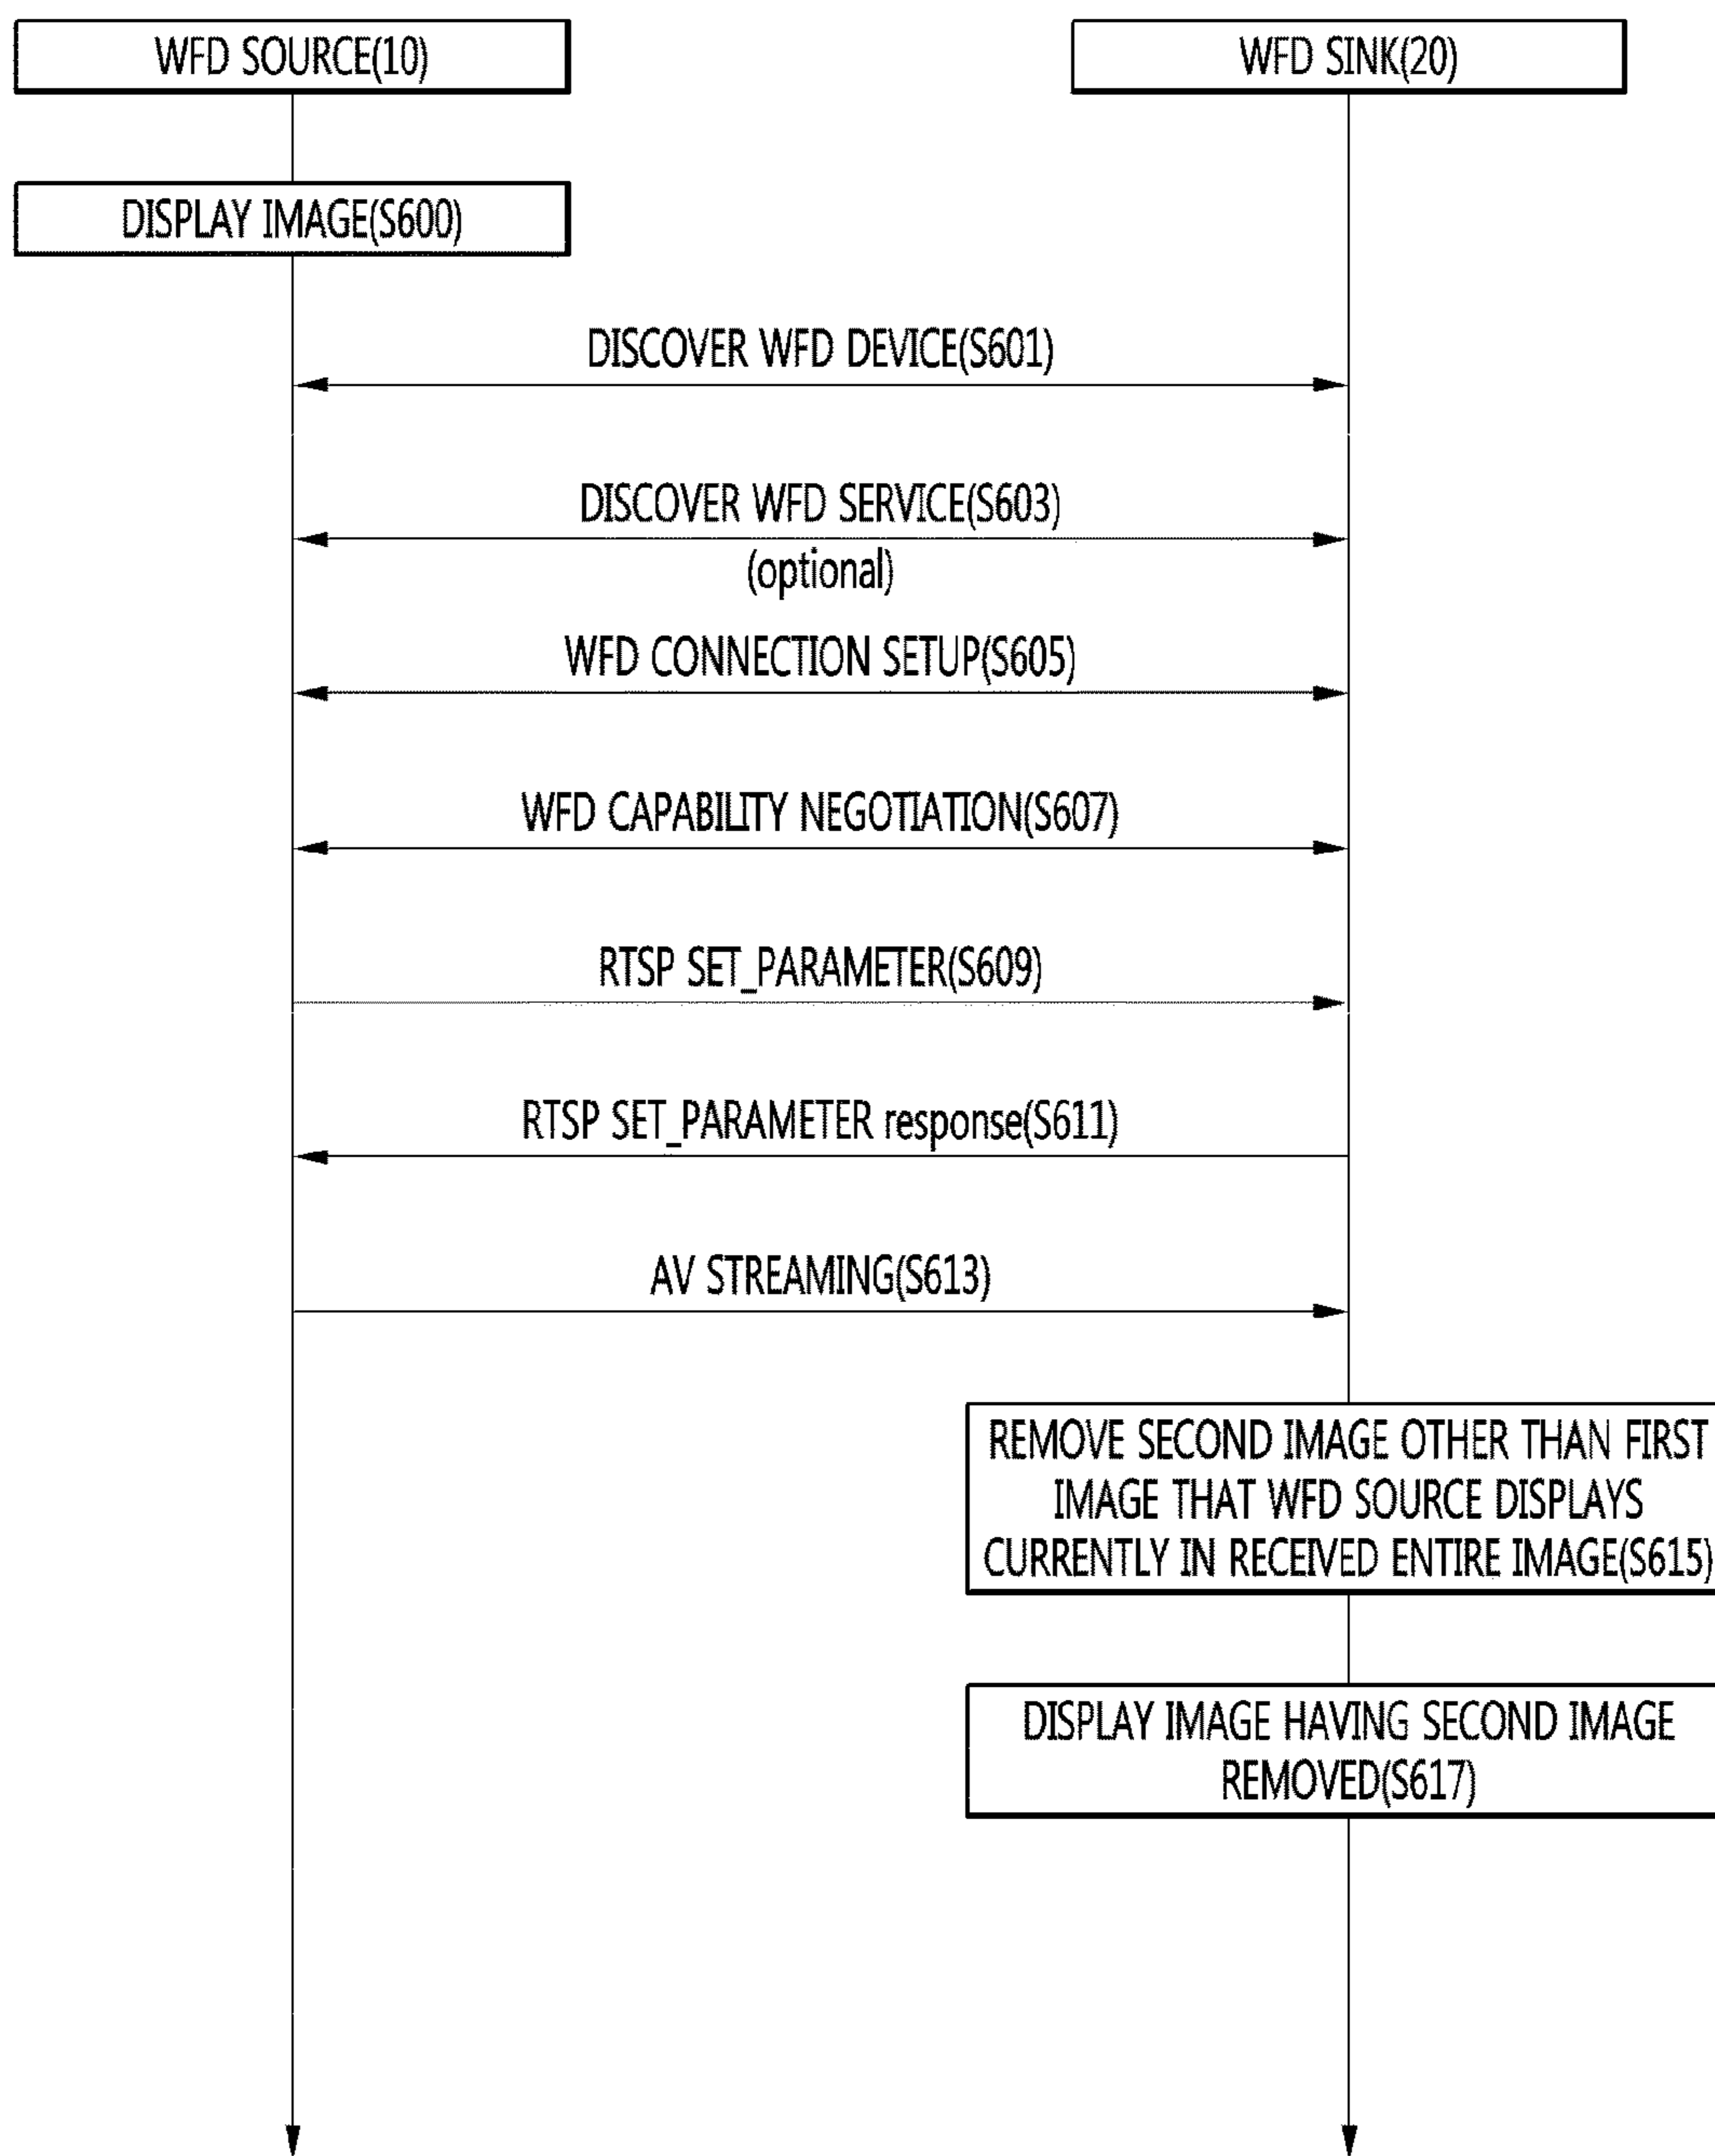 WFD SOURCE(10)
WFD SINK(20)
DISPLAY IMAGE(S600)
DISCOVER WFD DEVICE(S601)
DISCOVER WFD SERVICE(S603)
(optional)
WFD CONNECTION SETUP(S605)
WFD CAPABILITY NEGOTIATION(S607)
RTSP SET_PARAMETER(S609)
RTSP SET_PARAMETER response(S611)
AV STREAMING(S613)
REMOVE SECOND IMAGE OTHER THAN FIRST
IMAGE THAT WFD SOURCE DISPLAYS
CURRENTLY IN RECEIVED ENTIRE IMAGE(S615)
DISPLAY IMAGE HAVING SECOND IMAGE
REMOVED(S617)